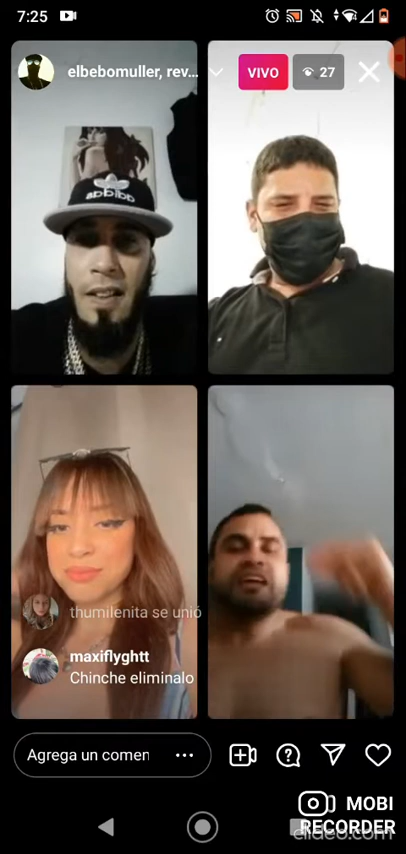 7:25
elbebomuller, rev...
VIVO
27
adidas
thumilenita se unió
maxiflyghtt
Chinche eliminalo
Agrega un comen
MOBI
RECORDER
clideo.com